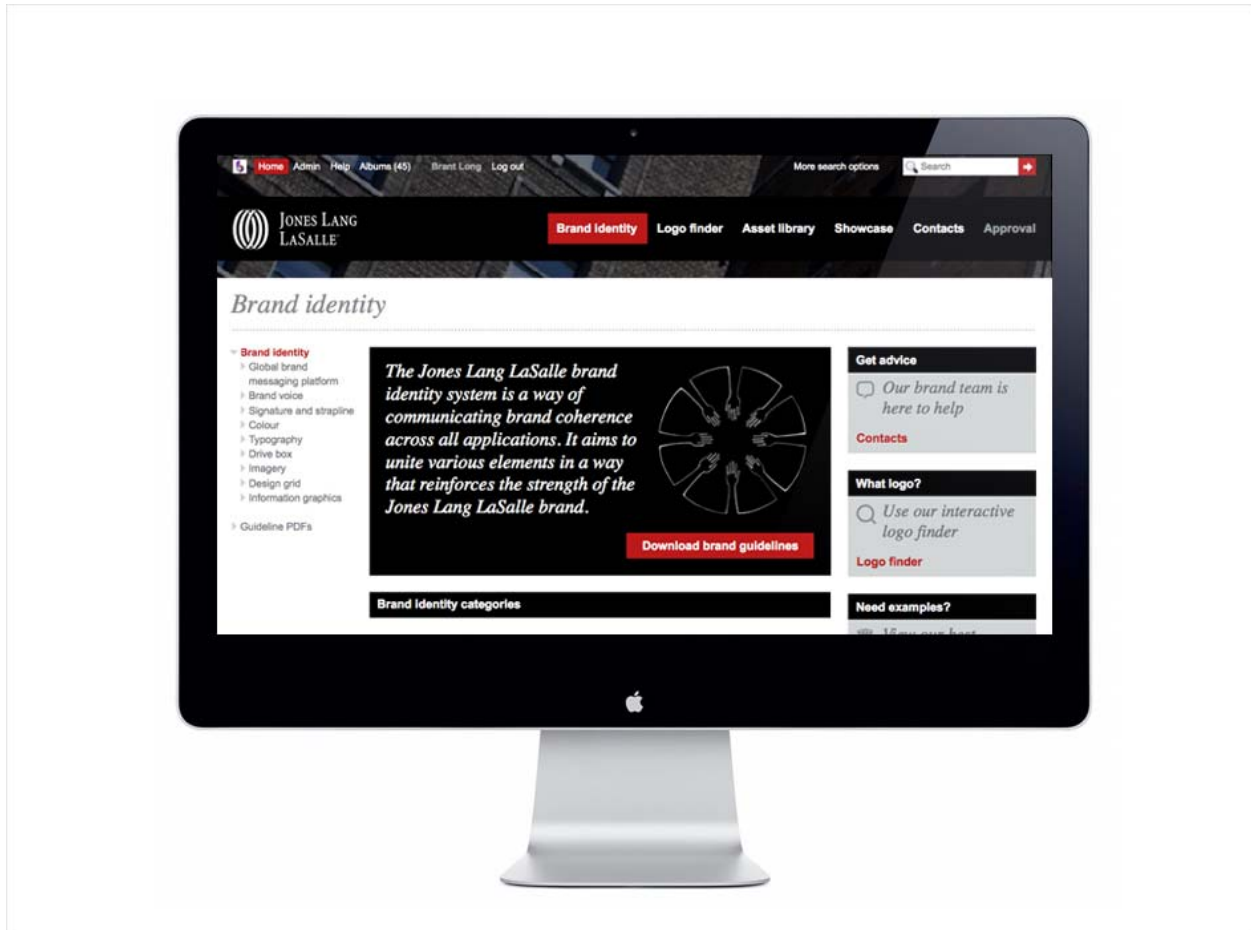 Home Admin Help Albums (45) Brant Long Log out More search options Search
JONES LANG
LASALLE
Brand identity Logo finder Asset library Showcase Contacts Approval
Brand identity
Brand identity
Global brand
messaging platform
Brand voice
Signature and strapline
Colour
Typography
Drive box
Imagery
Design grid
Information graphics
Guideline PDFs
The Jones Lang LaSalle brand
identity system is a way of
communicating brand coherence
across all applications. It aims to
unite various elements in a way
that reinforces the strength of the
Jones Lang LaSalle brand.
Download brand guidelines
Brand identity categories
Get advice
Our brand team is
here to help
Contacts
What logo?
Use our interactive
logo finder
Logo finder
Need examples?
View our best